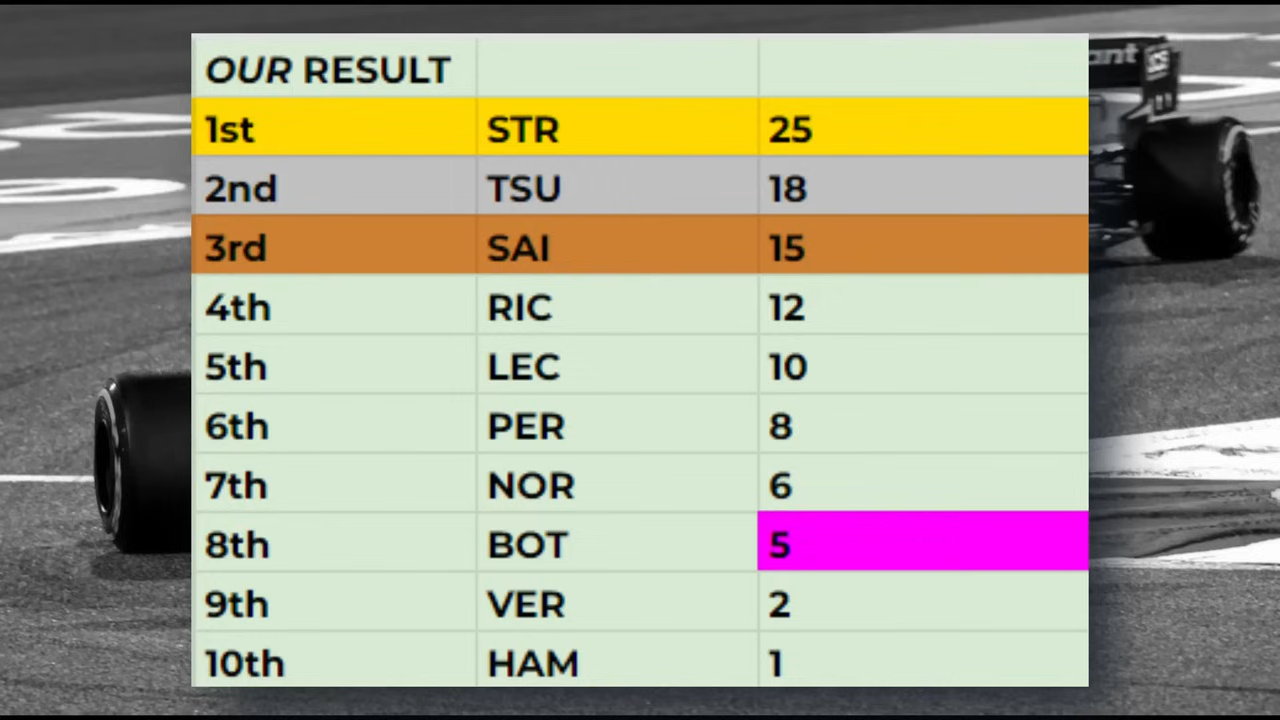 OUR RESULT
1st STR 25
2nd TSU 18
3rd SAI 15
4th RIC 12
5th LEC 10
6th PER 8
7th NOR 6
8th BOT 5
9th VER 2
10th HAM 1